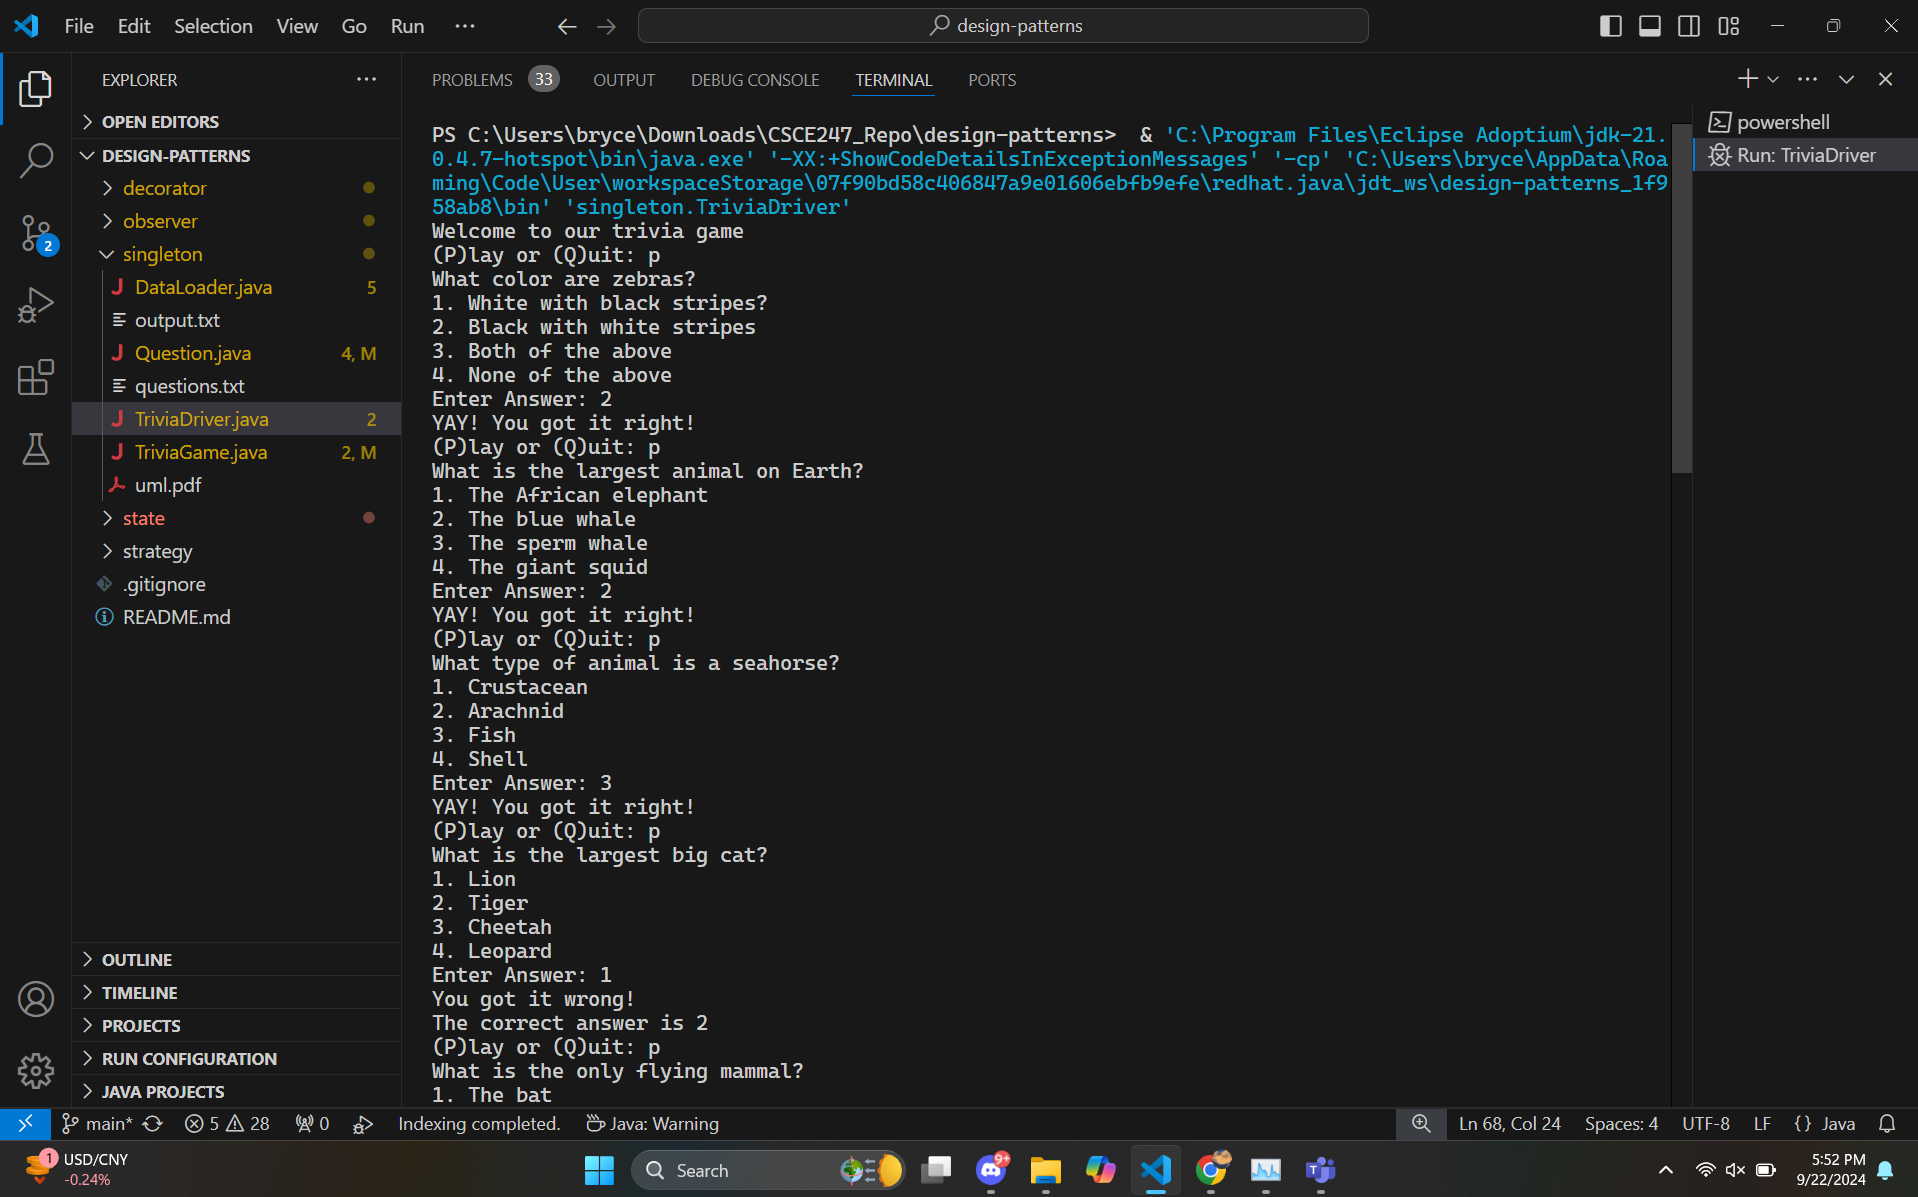 File Edit Selection View Go Run ···
design-patterns
EXPLORER
OPEN EDITORS
DESIGN-PATTERNS
decorator
observer
singleton
DataLoader.java 5
output.txt
Question.java 4, M
questions.txt
TriviaDriver.java 2
TriviaGame.java 2, M
uml.pdf
state
strategy
.gitignore
README.md
OUTLINE
TIMELINE
PROJECTS
RUN CONFIGURATION
JAVA PROJECTS
2
PROBLEMS 33 OUTPUT DEBUG CONSOLE TERMINAL PORTS
PS C:\Users\bryce\Downloads\CSCE247_Repo\design-patterns>  & 'C:\Program Files\Eclipse Adoptium\jdk-21.
0.4.7-hotspot\bin\java.exe' '-XX:+ShowCodeDetailsInExceptionMessages' '-cp' 'C:\Users\bryce\AppData\Roa
ming\Code\User\workspaceStorage\07f90bd58c406847a9e01606ebfb9efe\redhat.java\jdt_ws\design-patterns_1f9
58ab8\bin' 'singleton.TriviaDriver'
Welcome to our trivia game
(P)lay or (Q)uit: p
What color are zebras?
1. White with black stripes?
2. Black with white stripes
3. Both of the above
4. None of the above
Enter Answer: 2
YAY! You got it right!
(P)lay or (Q)uit: p
What is the largest animal on Earth?
1. The African elephant
2. The blue whale
3. The sperm whale
4. The giant squid
Enter Answer: 2
YAY! You got it right!
(P)lay or (Q)uit: p
What type of animal is a seahorse?
1. Crustacean
2. Arachnid
3. Fish
4. Shell
Enter Answer: 3
YAY! You got it right!
(P)lay or (Q)uit: p
What is the largest big cat?
1. Lion
2. Tiger
3. Cheetah
4. Leopard
Enter Answer: 1
You got it wrong!
The correct answer is 2
(P)lay or (Q)uit: p
What is the only flying mammal?
1. The bat
powershell
Run: TriviaDriver
main* 5 28 0 Indexing completed. Java: Warning Ln 68, Col 24 Spaces: 4 UTF-8 LF {} Java
1 USD/CNY
-0.24%
Search
9+
5:52 PM
9/22/2024